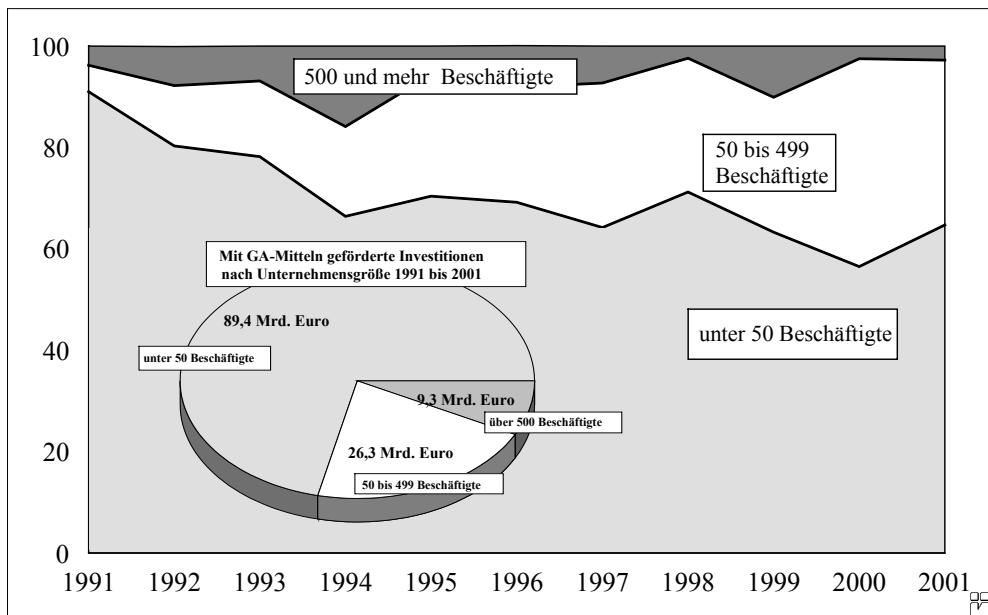 100
80
60
40
20
0
500 und mehr Beschäftigte
50 bis 499
Beschäftigte
unter 50 Beschäftigte
Mit GA-Mitteln geförderte Investitionen
nach Unternehmensgröße 1991 bis 2001
89,4 Mrd. Euro
unter 50 Beschäftigte
9,3 Mrd. Euro
über 500 Beschäftigte
26,3 Mrd. Euro
50 bis 499 Beschäftigte
1991 1992 1993 1994 1995 1996 1997 1998 1999 2000 2001